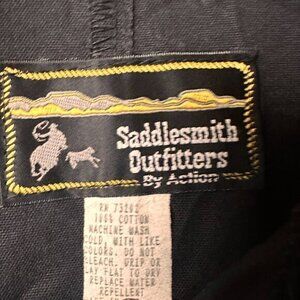 Saddlesmith
Outfitters
By Action
RN 73202
100% COTTON
MACHINE WASH
COLD, WITH LIKE
COLORS. DO NOT
BLEACH. DRIP OR
LAY FLAT TO DRY
REPLACE WATER
REPELLENT